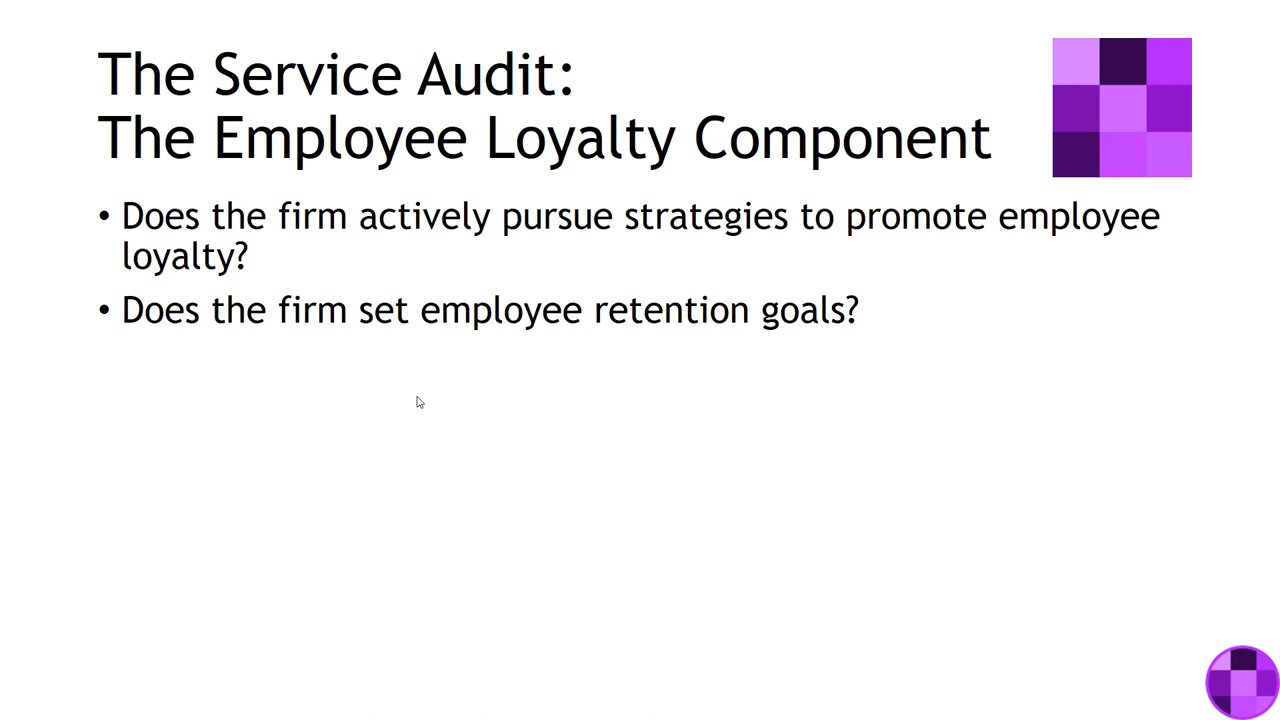 The Service Audit:
The Employee Loyalty Component
• Does the firm actively pursue strategies to promote employee
loyalty?
• Does the firm set employee retention goals?